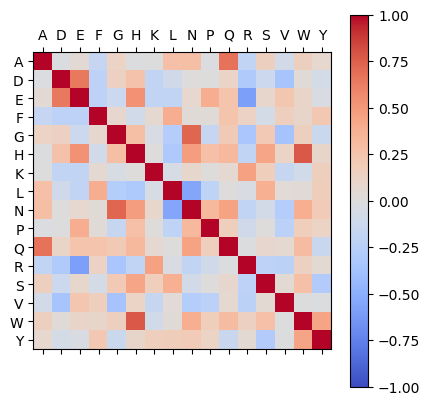 A D E F G H K L N P Q R S V W Y
A
D
E
F
G
H
K
L
N
P
Q
R
S
V
W
Y
1.00
0.75
0.50
0.25
0.00
−0.25
−0.50
−0.75
−1.00